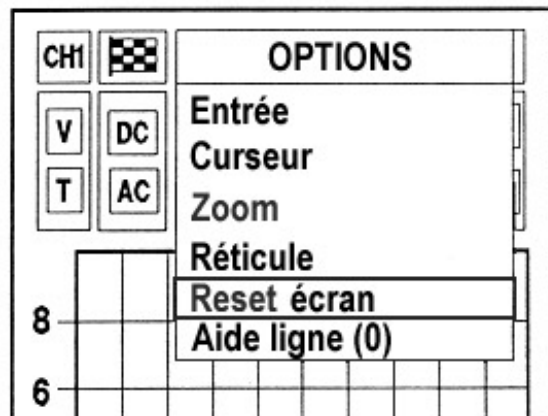 CH1 OPTIONS
V DC Entrée
Curseur
T AC Zoom
Réticule
Reset écran
8 Aide ligne (0)
6